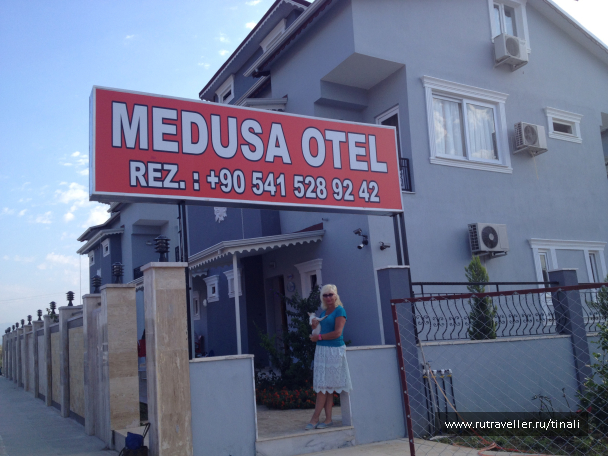 MEDUSA OTEL
REZ. : +90 541 528 92 42
www.rutraveller.ru/tinali